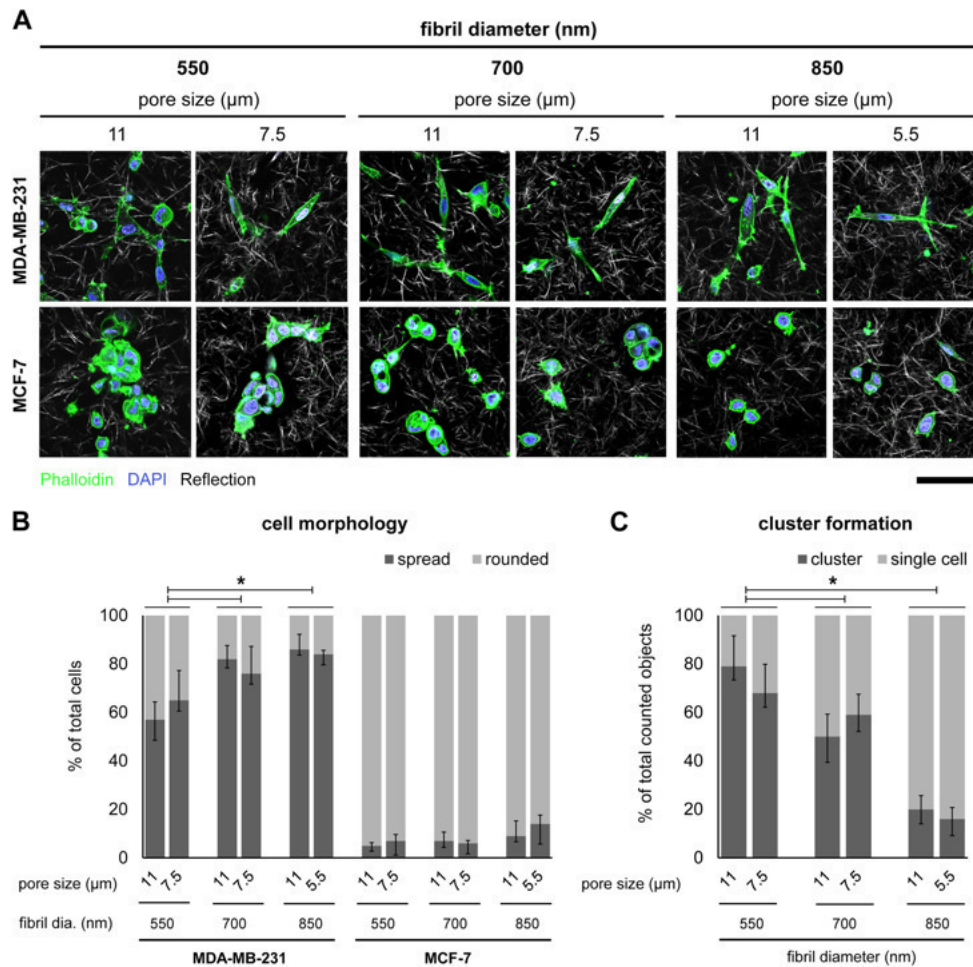 A
fibril diameter (nm)
550 700 850
pore size (µm) pore size (µm) pore size (µm)
11 7.5 11 7.5 11 5.5
MDA-MB-231
MCF-7
Phalloidin DAPI Reflection
B
cell morphology
spread rounded
*
% of total cells
100
80
60
40
20
0
pore size (µm) 11 7.5 11 7.5 11 5.5 11 7.5 11 7.5 11 5.5
fibril dia. (nm) 550 700 850 550 700 850
MDA-MB-231 MCF-7
C
cluster formation
cluster single cell
*
% of total counted objects
100
80
60
40
20
0
pore size (µm) 11 7.5 11 7.5 11 5.5
550 700 850
fibril diameter (nm)